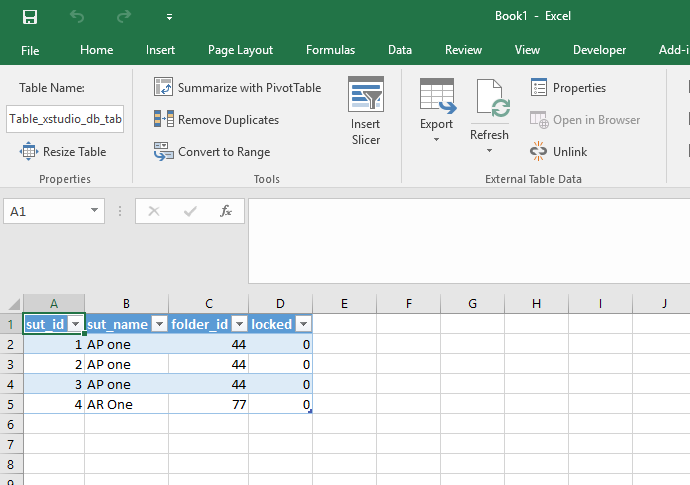 Book1 - Excel
File Home Insert Page Layout Formulas Data Review View Developer Add-i
Table Name:
Table_xstudio_db_tab
Resize Table
Properties
Summarize with PivotTable
Remove Duplicates
Convert to Range
Insert
Slicer
Tools
Export
Refresh
Properties
Open in Browser
Unlink
External Table Data
A1 fx
A B C D E F G H I J
1 sut_id sut_name folder_id locked
2 1 AP one 44 0
3 2 AP one 44 0
4 3 AP one 44 0
5 4 AR One 77 0
6
7
8
9